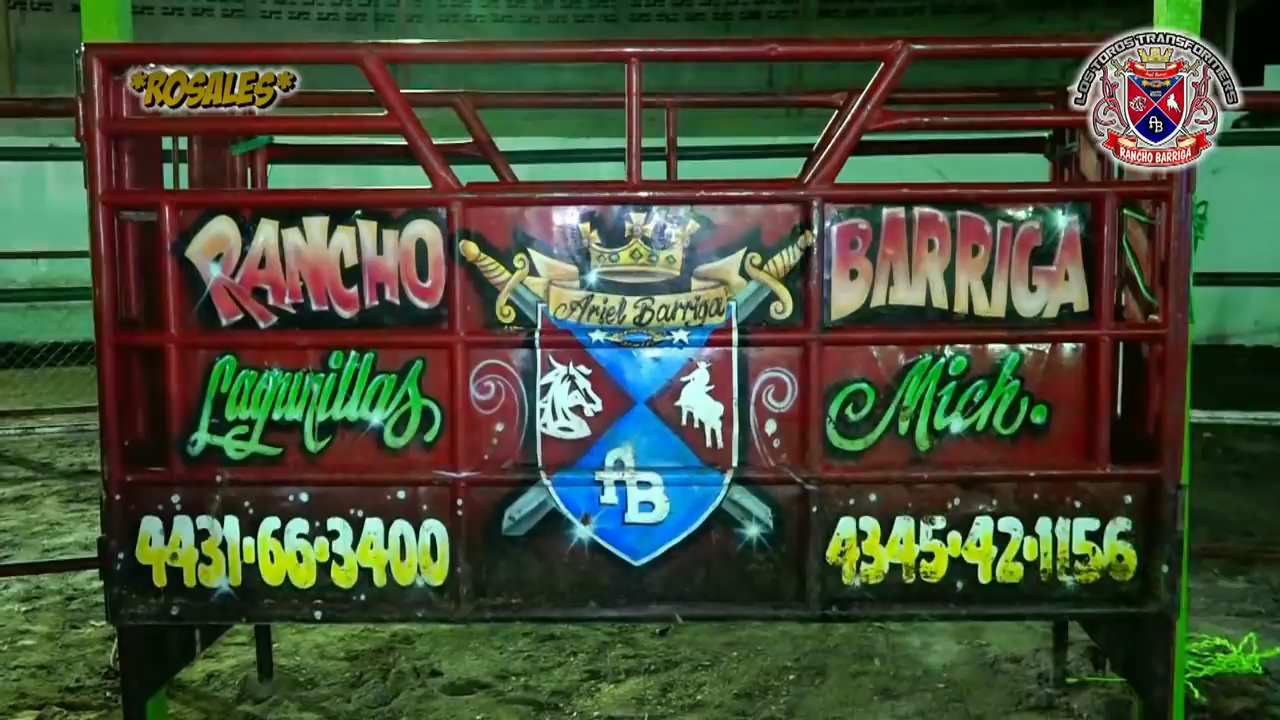 *ROSALES*
LOS TOROS TRANSFORMERS
AB
RANCHO BARRIGA
RANCHO
BARRIGA
Ariel Barriga
Lagunillas
Mich.
AB
4431·66·3400
4345·42·1156